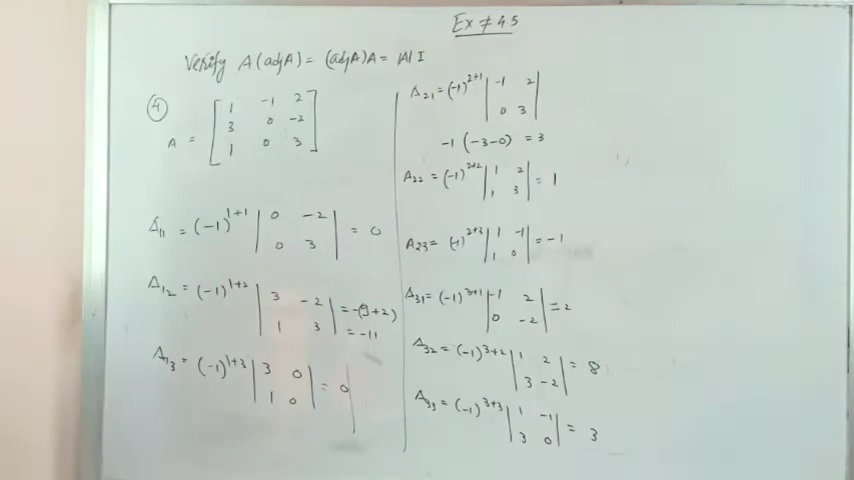 Ex ≠ 4.5
Verify A(adjA) = (adjA)A = |A| I
④
A = [ 1 -1 2
3 0 -2
1 0 3 ]
A11 = (-1)^1+1 | 0 -2
0 3 | = 0
A12 = (-1)^1+2 | 3 -2
1 3 | = -(9+2)
= -11
A13 = (-1)^1+3 | 3 0
1 0 | = 0
A21 = (-1)^2+1 | -1 2
0 3 |
-1 (-3-0) = 3
A22 = (-1)^2+2 | 1 2
1 3 | = 1
A23 = (-1)^2+3 | 1 -1
1 0 | = -1
A31 = (-1)^3+1 | -1 2
0 -2 | = 2
A32 = (-1)^3+2 | 1 2
3 -2 | = 8
A33 = (-1)^3+3 | 1 -1
3 0 | = 3